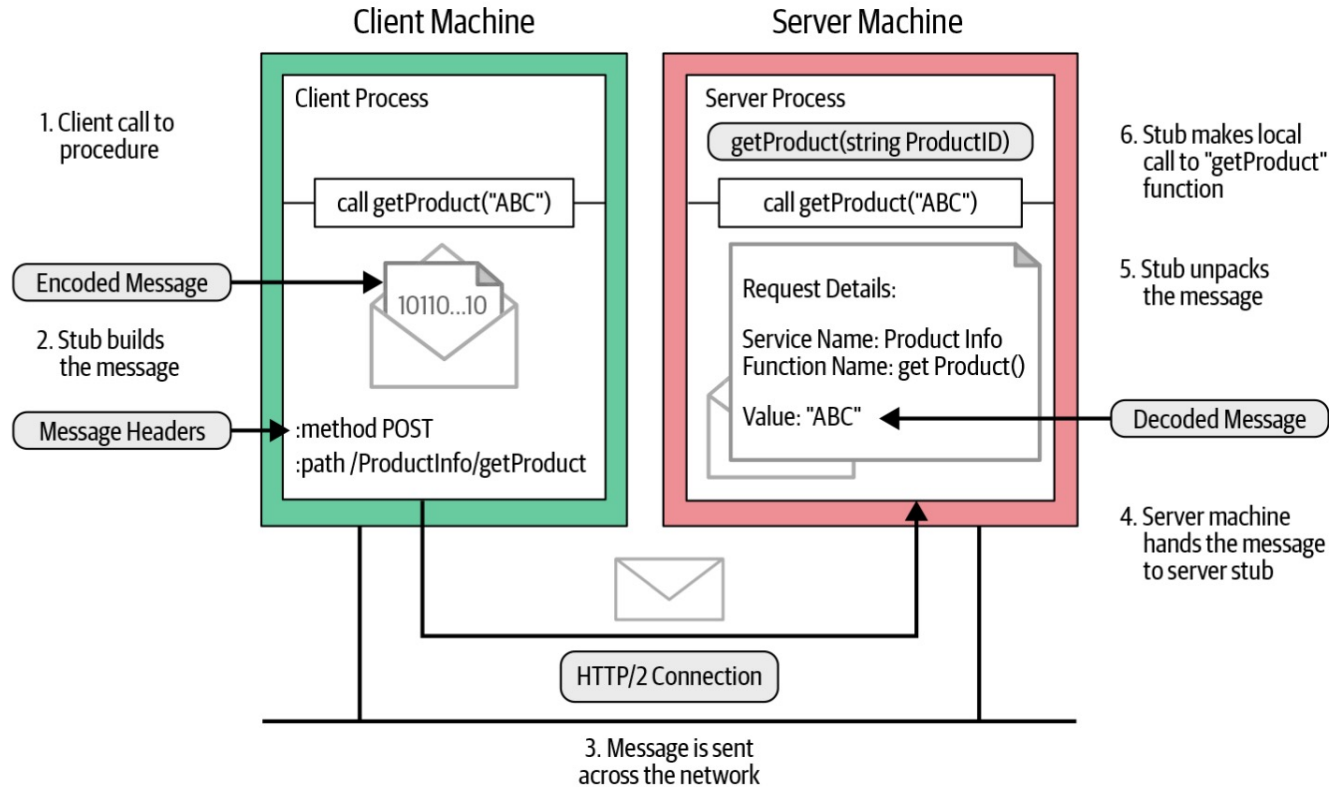 Client Machine
Server Machine
1. Client call to
procedure
Client Process
call getProduct("ABC")
Encoded Message
10110...10
2. Stub builds
the message
Message Headers
:method POST
:path /ProductInfo/getProduct
Server Process
getProduct(string ProductID)
call getProduct("ABC")
Request Details:
Service Name: Product Info
Function Name: get Product()
Value: "ABC"
6. Stub makes local
call to "getProduct"
function
5. Stub unpacks
the message
Decoded Message
4. Server machine
hands the message
to server stub
HTTP/2 Connection
3. Message is sent
across the network